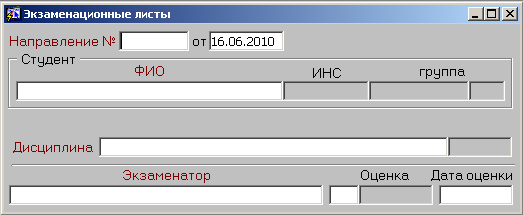 Экзаменационные листы
Направление № от 16.06.2010
Студент
ФИО ИНС группа
Дисциплина
Экзаменатор Оценка Дата оценки